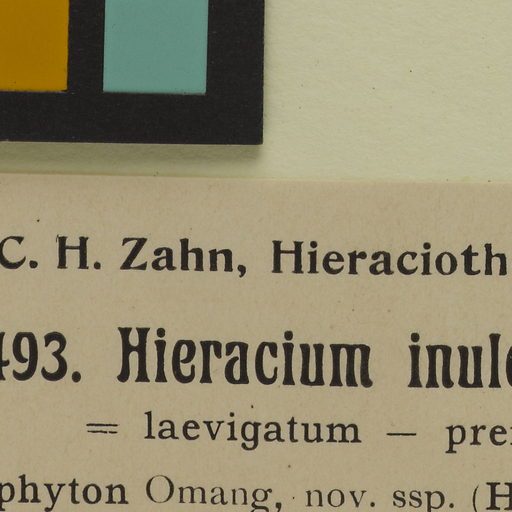 C. H. Zahn, Hieracioth
493. Hieracium inul
= laevigatum — pre
phyton Omang, nov. ssp. (H